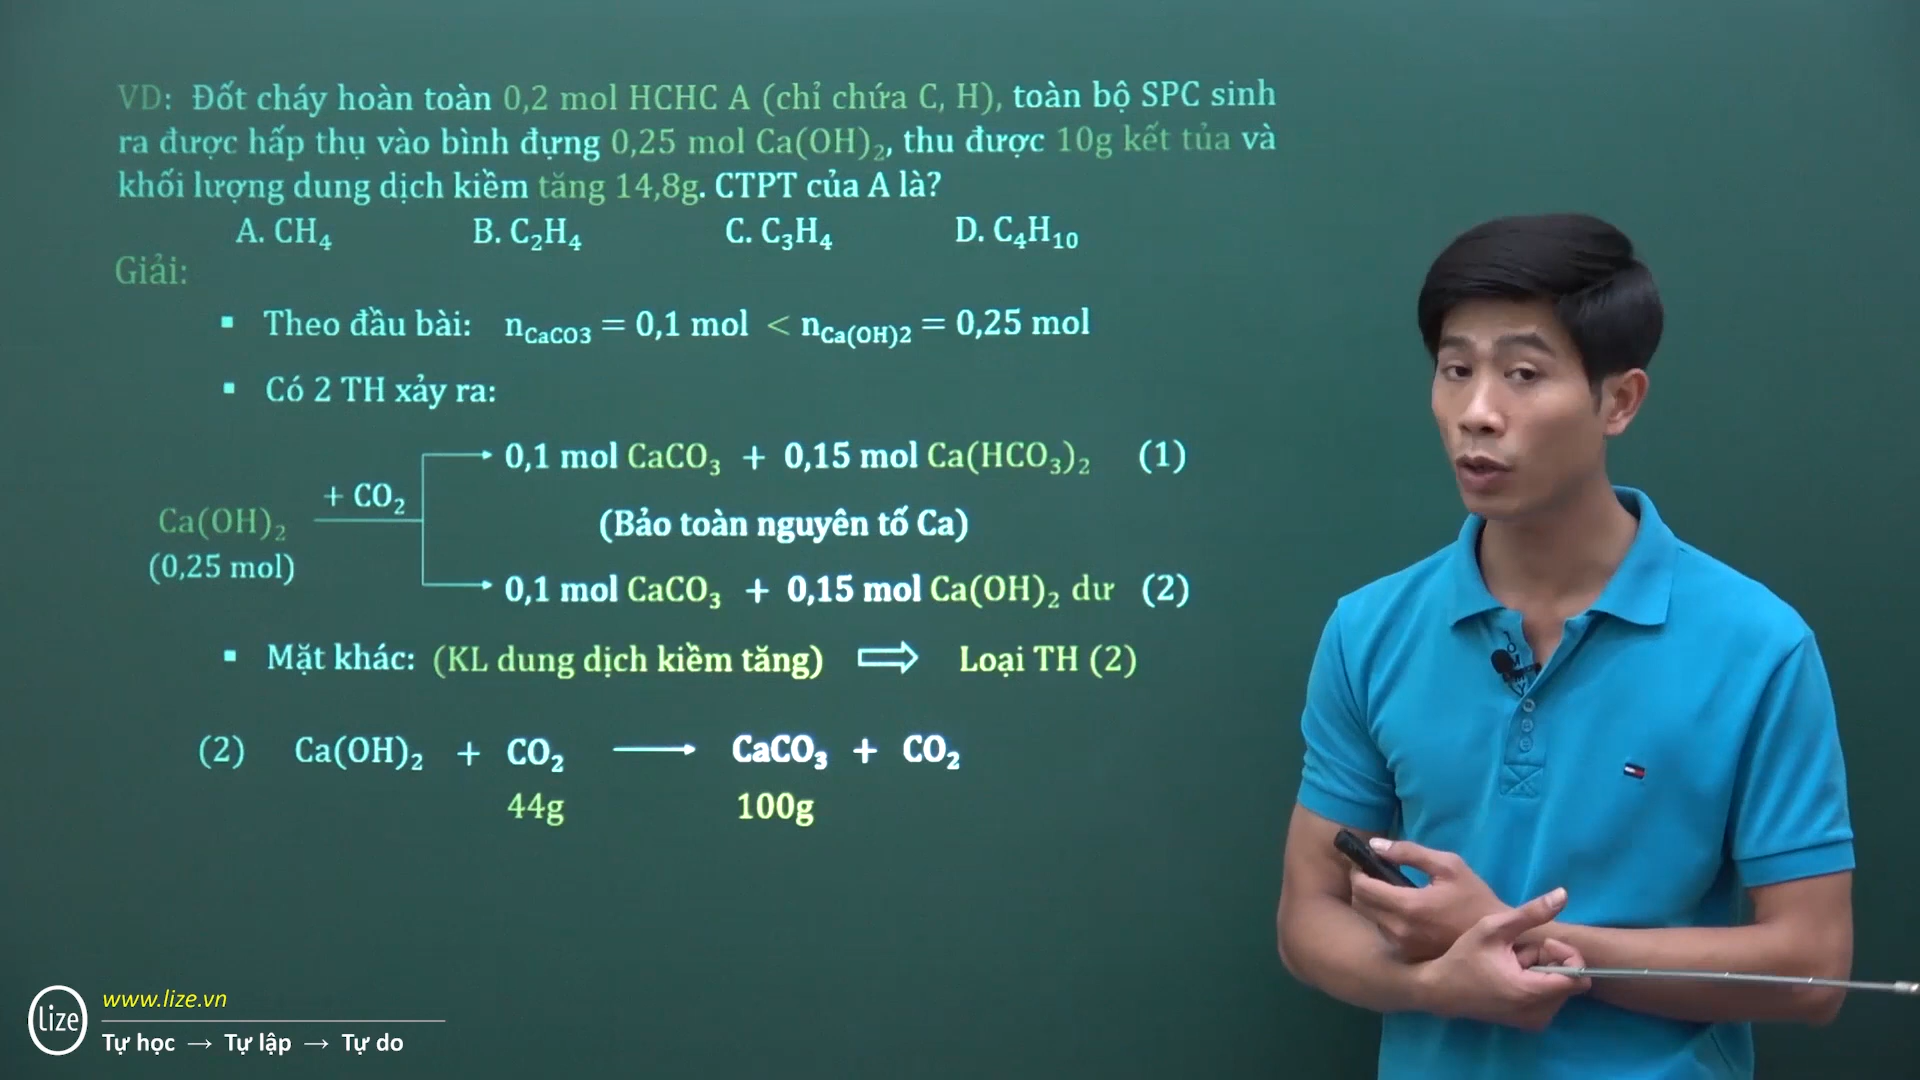 VD: Đốt cháy hoàn toàn 0,2 mol HCHC A (chỉ chứa C, H), toàn bộ SPC sinh
ra được hấp thụ vào bình đựng 0,25 mol Ca(OH)₂, thu được 10g kết tủa và
khối lượng dung dịch kiềm tăng 14,8g. CTPT của A là?
A. CH₄ B. C₂H₄ C. C₃H₄ D. C₄H₁₀
Giải:
▪ Theo đầu bài: nCaCO3 = 0,1 mol < nCa(OH)2 = 0,25 mol
▪ Có 2 TH xảy ra:
0,1 mol CaCO₃ + 0,15 mol Ca(HCO₃)₂ (1)
+ CO₂
Ca(OH)₂
(Bảo toàn nguyên tố Ca)
(0,25 mol)
0,1 mol CaCO₃ + 0,15 mol Ca(OH)₂ dư (2)
▪ Mặt khác: (KL dung dịch kiềm tăng) ⇒ Loại TH (2)
(2) Ca(OH)₂ + CO₂ → CaCO₃ + CO₂
44g 100g
lize
www.lize.vn
Tự học → Tự lập → Tự do